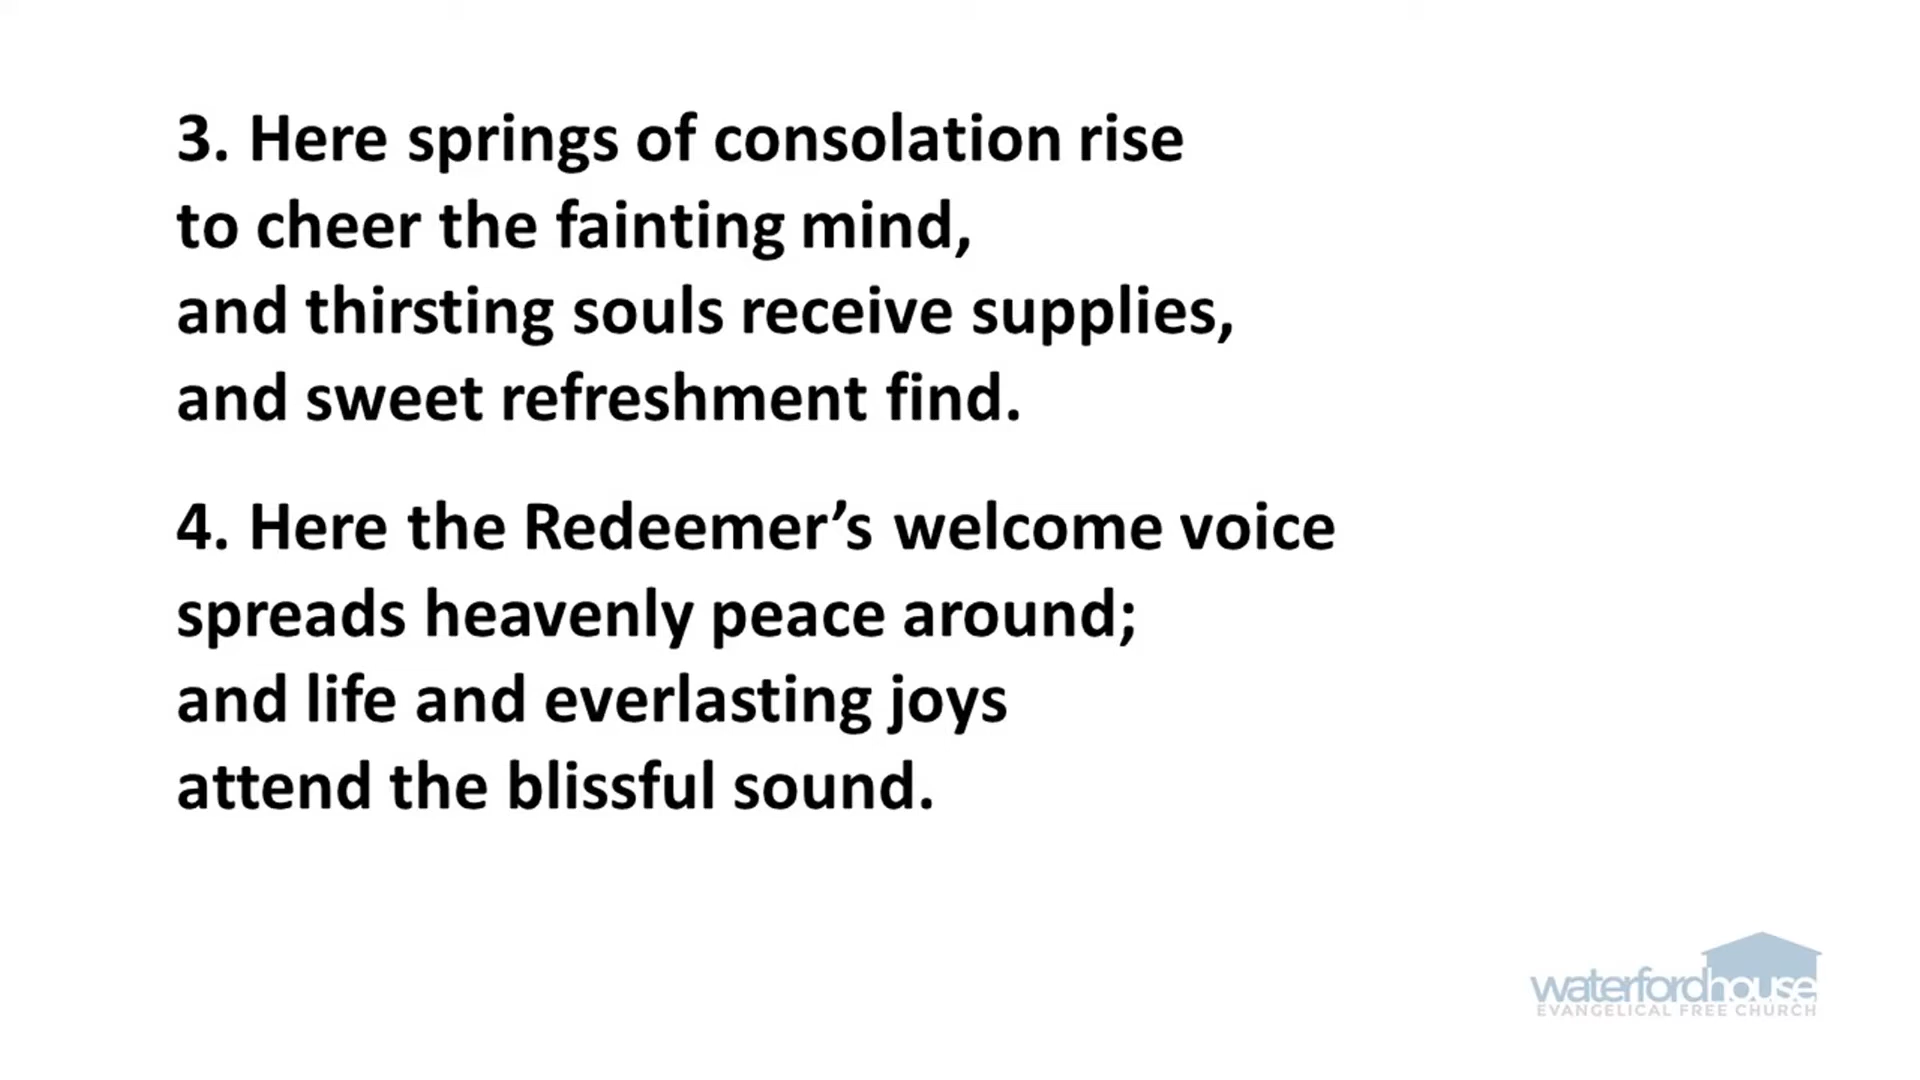 3. Here springs of consolation rise
to cheer the fainting mind,
and thirsting souls receive supplies,
and sweet refreshment find.
4. Here the Redeemer’s welcome voice
spreads heavenly peace around;
and life and everlasting joys
attend the blissful sound.
waterfordhouse
EVANGELICAL FREE CHURCH